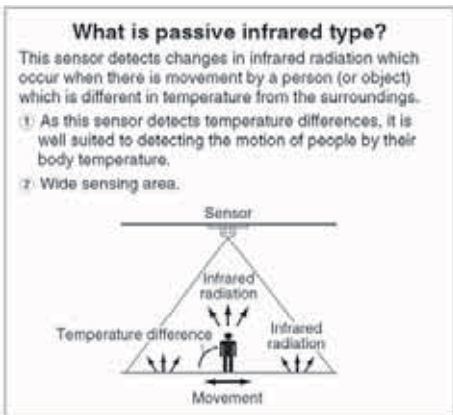 What is passive infrared type?
This sensor detects changes in infrared radiation which
occur when there is movement by a person (or object)
which is different in temperature from the surroundings.
① As this sensor detects temperature differences, it is
well suited to detecting the motion of people by their
body temperature.
② Wide sensing area.
Sensor
Infrared
radiation
Temperature difference
Infrared
radiation
Movement